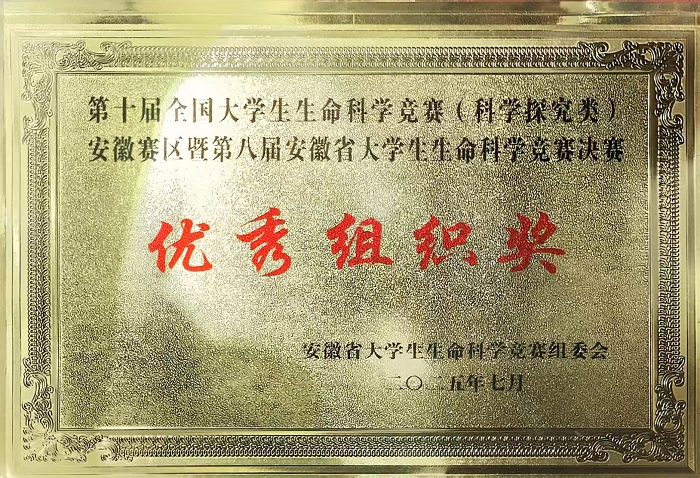 第十届全国大学生生命科学竞赛（科学探究类）
安徽赛区暨第八届安徽省大学生生命科学竞赛决赛
优秀组织奖
安徽省大学生生命科学竞赛组委会
二〇二五年七月